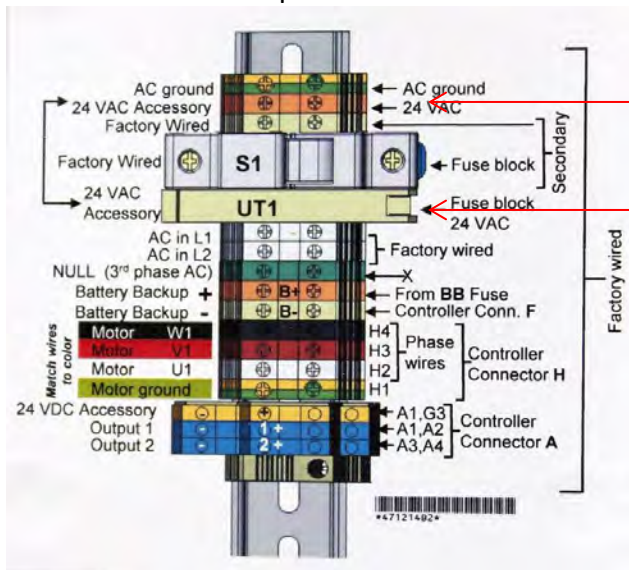 AC ground AC ground
24 VAC Accessory 24 VAC
Factory Wired
Factory Wired S1 Fuse block
Secondary
24 VAC
Accessory UT1 Fuse block
24 VAC
AC in L1
AC in L2 Factory wired
NULL (3rd phase AC) X
Battery Backup + B+ From BB Fuse
Battery Backup - B- Controller Conn. F
Match wires
to color
Motor W1 H4
Motor V1 H3
Motor U1 H2
Motor ground H1
Phase
wires
Controller
Connector H
24 VDC Accessory - + A1,G3
Output 1 1+ A1,A2
Output 2 2+ A3,A4
Controller
Connector A
Factory wired
*47121492*